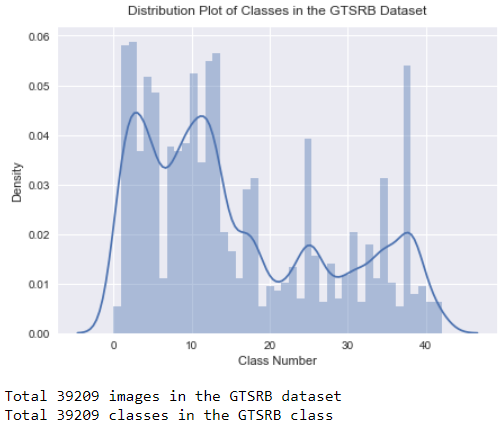 Distribution Plot of Classes in the GTSRB Dataset
0.06
0.05
0.04
0.03
0.02
0.01
0.00
Density
0 10 20 30 40
Class Number
Total 39209 images in the GTSRB dataset
Total 39209 classes in the GTSRB class